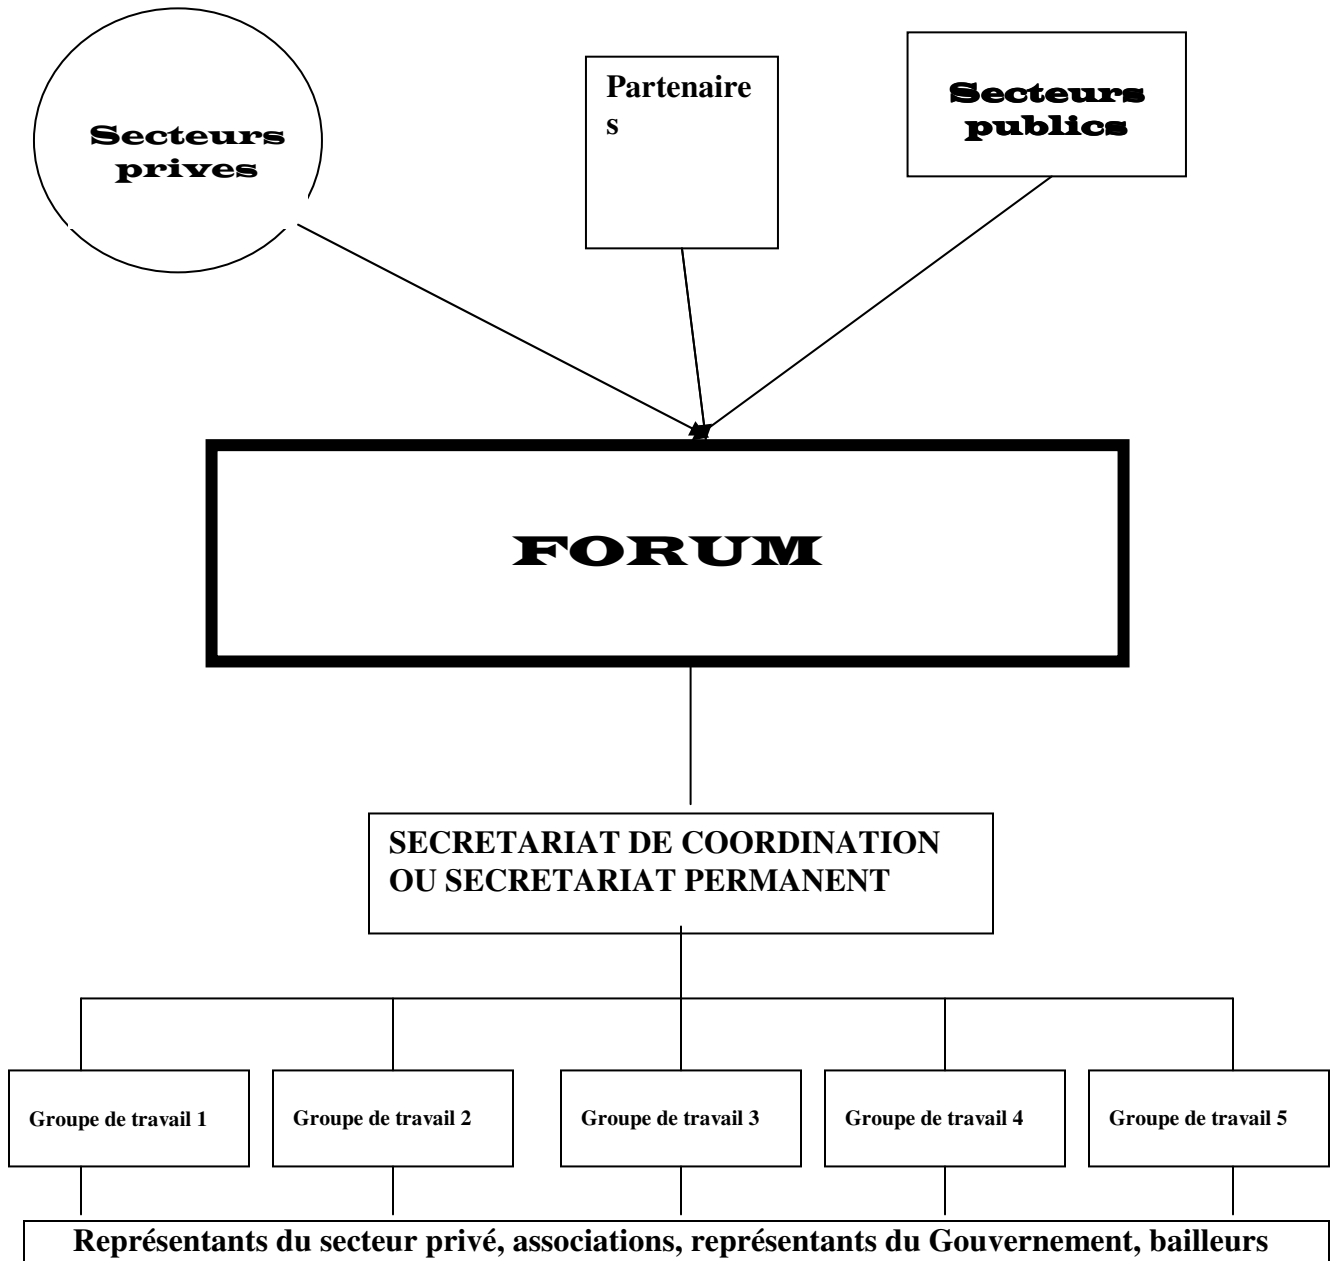 Secteurs
prives
Partenaire
s
Secteurs
publics
FORUM
SECRETARIAT DE COORDINATION
OU SECRETARIAT PERMANENT
Groupe de travail 1
Groupe de travail 2
Groupe de travail 3
Groupe de travail 4
Groupe de travail 5
Représentants du secteur privé, associations, représentants du Gouvernement, bailleurs